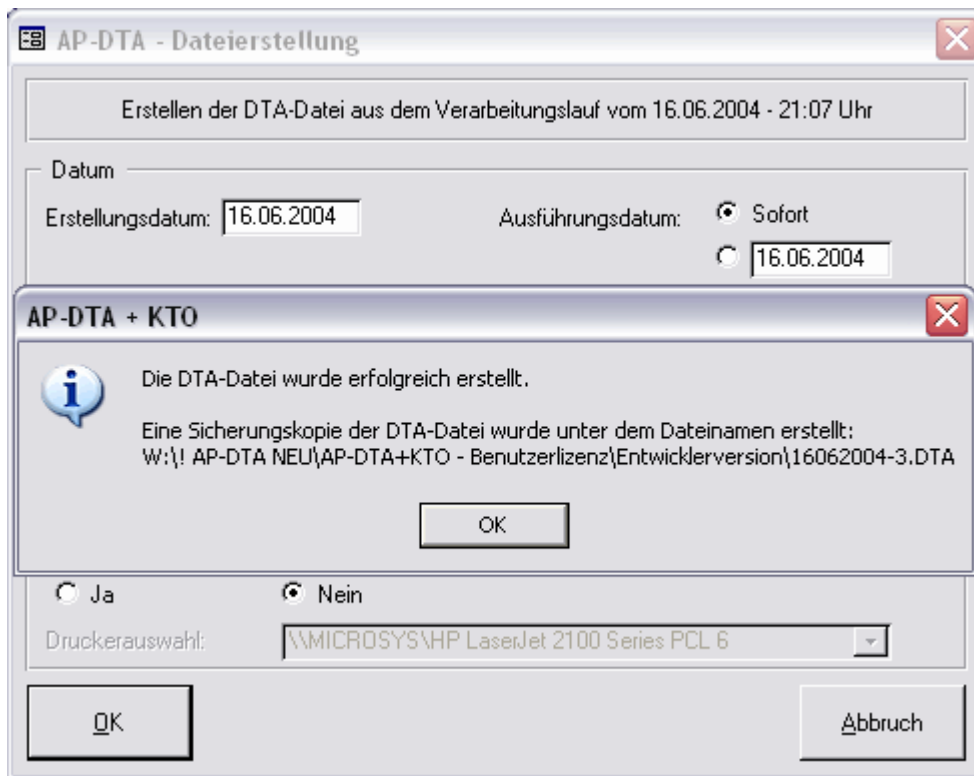 AP-DTA - Dateierstellung
Erstellen der DTA-Datei aus dem Verarbeitungslauf vom 16.06.2004 - 21:07 Uhr
Datum
Erstellungsdatum: 16.06.2004 Ausführungsdatum: Sofort
16.06.2004
AP-DTA + KTO
Die DTA-Datei wurde erfolgreich erstellt.
Eine Sicherungskopie der DTA-Datei wurde unter dem Dateinamen erstellt:
W:\! AP-DTA NEU\AP-DTA+KTO - Benutzerlizenz\Entwicklerversion\16062004-3.DTA
OK
Ja Nein
Druckerauswahl: \\MICROSYS\HP LaserJet 2100 Series PCL 6
OK Abbruch